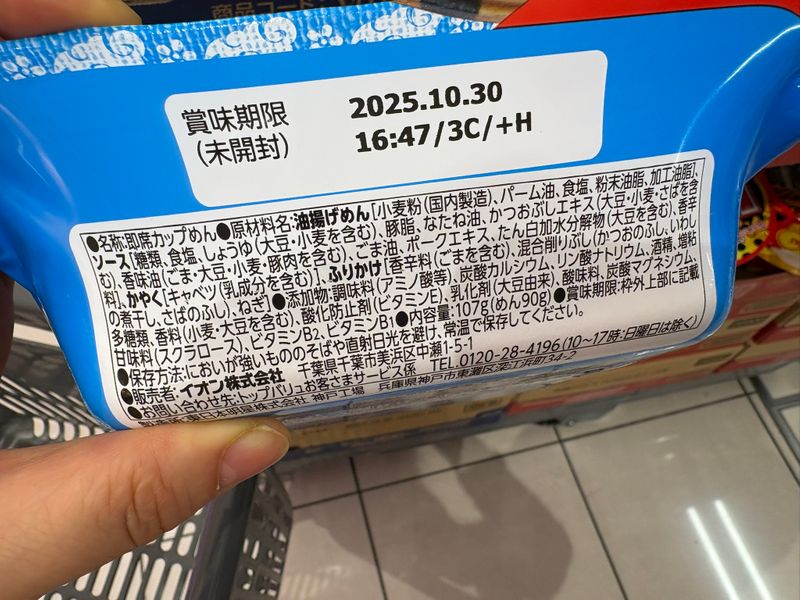 商品コード
賞味期限
(未開封)
2025.10.30
16:47/3C/+H
●名称:即席カップめん●原材料名:油揚げめん[小麦粉(国内製造)、パーム油、食塩、粉末油脂、加工油脂]、
ソース[糖類、食塩、しょうゆ(大豆・小麦を含む)、豚脂、なたね油、かつおぶしエキス(大豆・小麦・さばを含
む)、香味油(ごま・大豆・小麦・豚肉を含む)、ごま油、ポークエキス、たん白加水分解物(大豆を含む)、香辛
料]、かやく[キャベツ(乳成分を含む)]、ふりかけ[香辛料(ごまを含む)、混合削りぶし(かつおのふし、いわし
の煮干し、さばのふし)、ねぎ]●添加物:調味料(アミノ酸等)、炭酸カルシウム、リン酸ナトリウム、酒精、増粘
多糖類、香料(小麦・大豆を含む)、酸化防止剤(ビタミンE)、乳化剤(大豆由来)、酸味料、炭酸マグネシウム、
甘味料(スクラロース)、ビタミンB2、ビタミンB1●内容量:107g(めん90g)●賞味期限:枠外上部に記載
●保存方法:においが強いもののそばや直射日光を避け、常温で保存してください。
●販売者:イオン株式会社 千葉県千葉市美浜区中瀬1-5-1
●お問い合わせ先:トップバリュお客さまサービス係 TEL 0120-28-4196(10~17時:日曜日は除く)
神戸工場 兵庫県神戸市東灘区深江浜町34-2